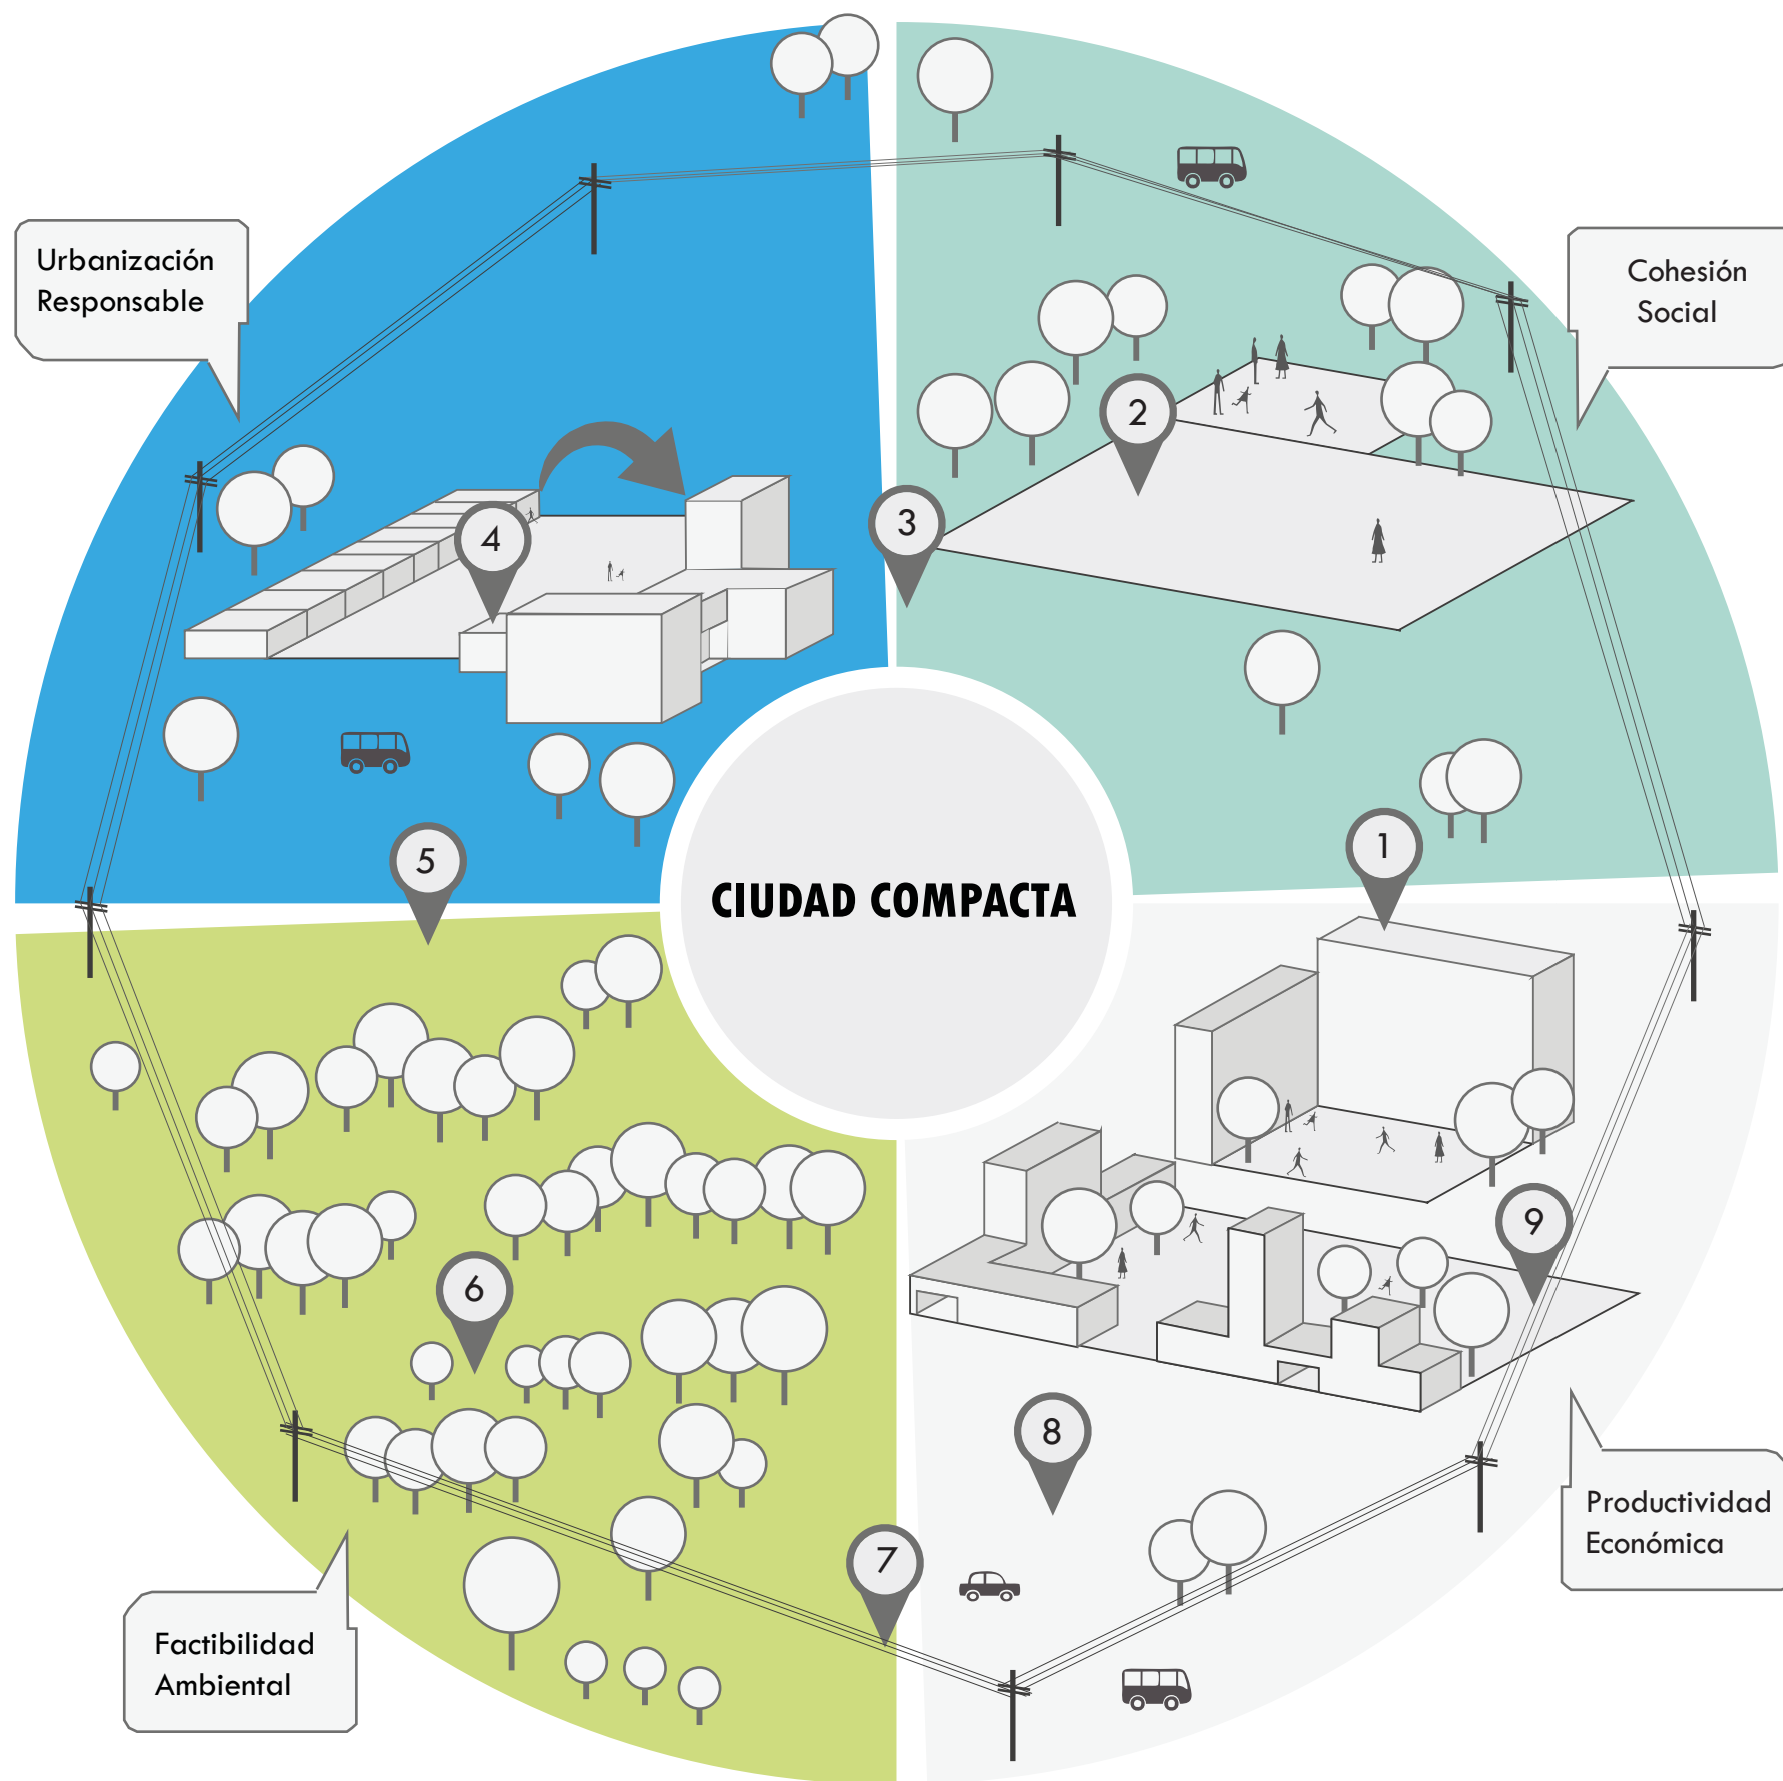 Urbanización
Responsable
Cohesión
Social
2
3
4
1
5
CIUDAD COMPACTA
9
6
8
7
Productividad
Económica
Factibilidad
Ambiental